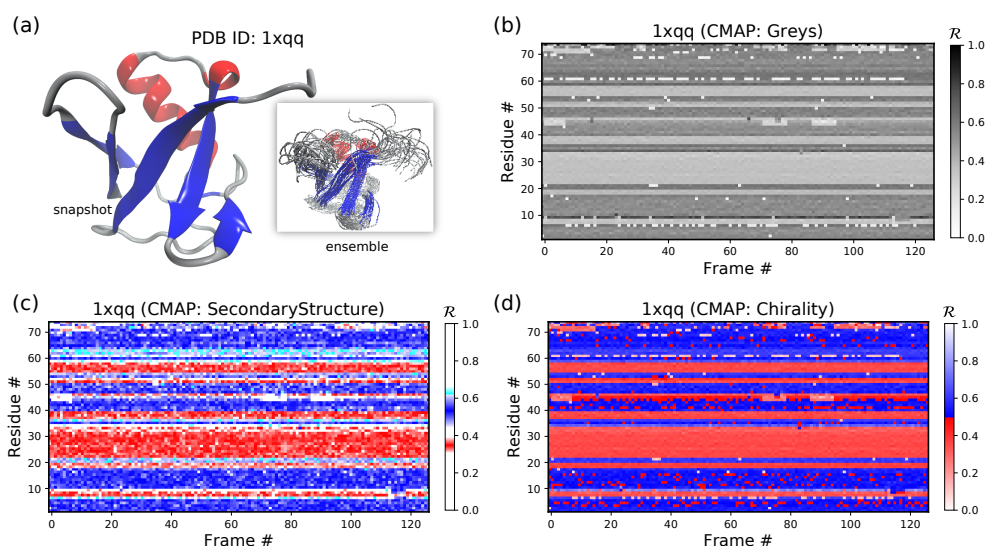 (a)
PDB ID: 1xqq
snapshot
ensemble
(b)
1xqq (CMAP: Greys)
ℛ
Residue #
70
60
50
40
30
20
10
0 20 40 60 80 100 120
Frame #
1.0
0.8
0.6
0.4
0.2
0.0
(c)
1xqq (CMAP: SecondaryStructure)
ℛ
Residue #
70
60
50
40
30
20
10
0 20 40 60 80 100 120
Frame #
1.0
0.8
0.6
0.4
0.2
0.0
(d)
1xqq (CMAP: Chirality)
ℛ
Residue #
70
60
50
40
30
20
10
0 20 40 60 80 100 120
Frame #
1.0
0.8
0.6
0.4
0.2
0.0